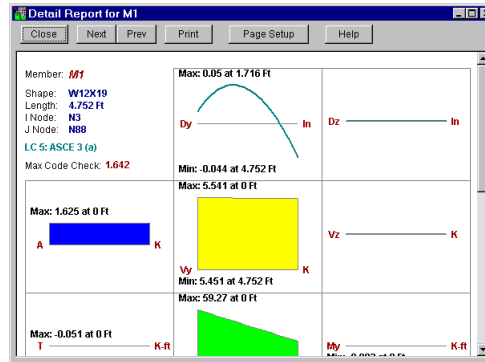 Detail Report for M1
Close Next Prev Print Page Setup Help
Member: M1
Shape: W12X19
Length: 4.752 Ft
I Node: N3
J Node: N88
LC 5: ASCE 3 (a)
Max Code Check: 1.642
Max: 0.05 at 1.716 Ft
Dy In
Min: -0.044 at 4.752 Ft
Dz In
Max: 1.625 at 0 Ft
A K
Max: 5.541 at 0 Ft
Vy K
Min: 5.451 at 4.752 Ft
Vz K
Max: -0.051 at 0 Ft
T K-ft
Max: 59.27 at 0 Ft
My K-ft